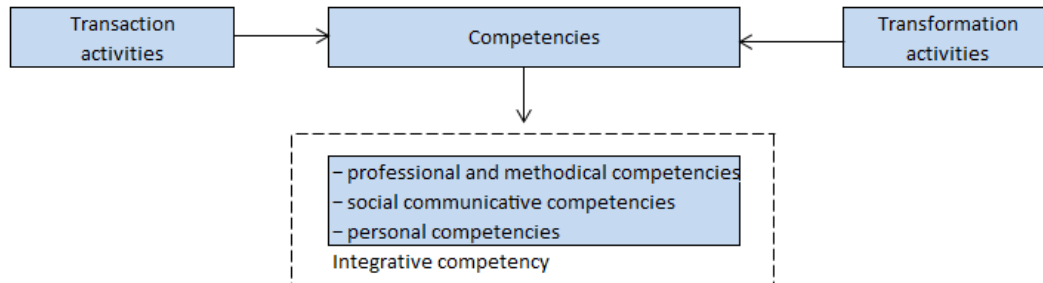 Transaction
activities
Competencies
Transformation
activities
− professional and methodical competencies
− social communicative competencies
− personal competencies
Integrative competency